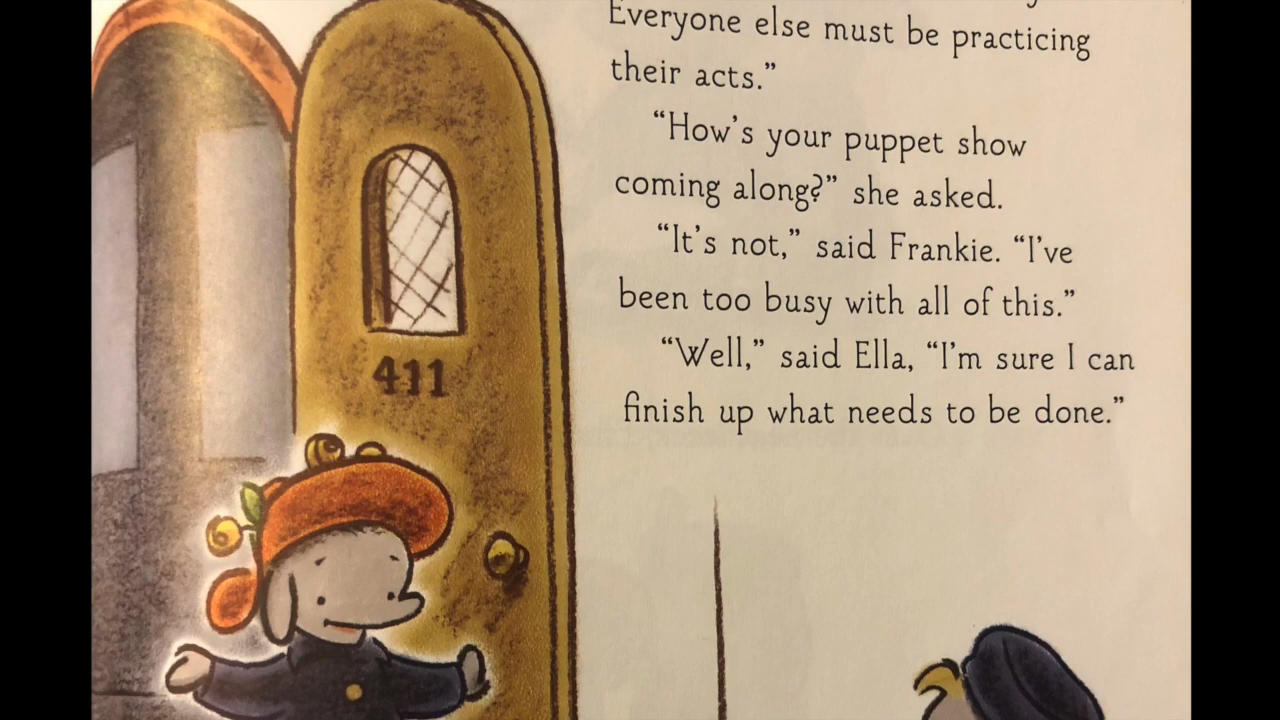 Everyone else must be practicing
their acts.”
“How’s your puppet show
coming along?” she asked.
“It’s not,” said Frankie. “I’ve
been too busy with all of this.”
“Well,” said Ella, “I’m sure I can
finish up what needs to be done.”
411